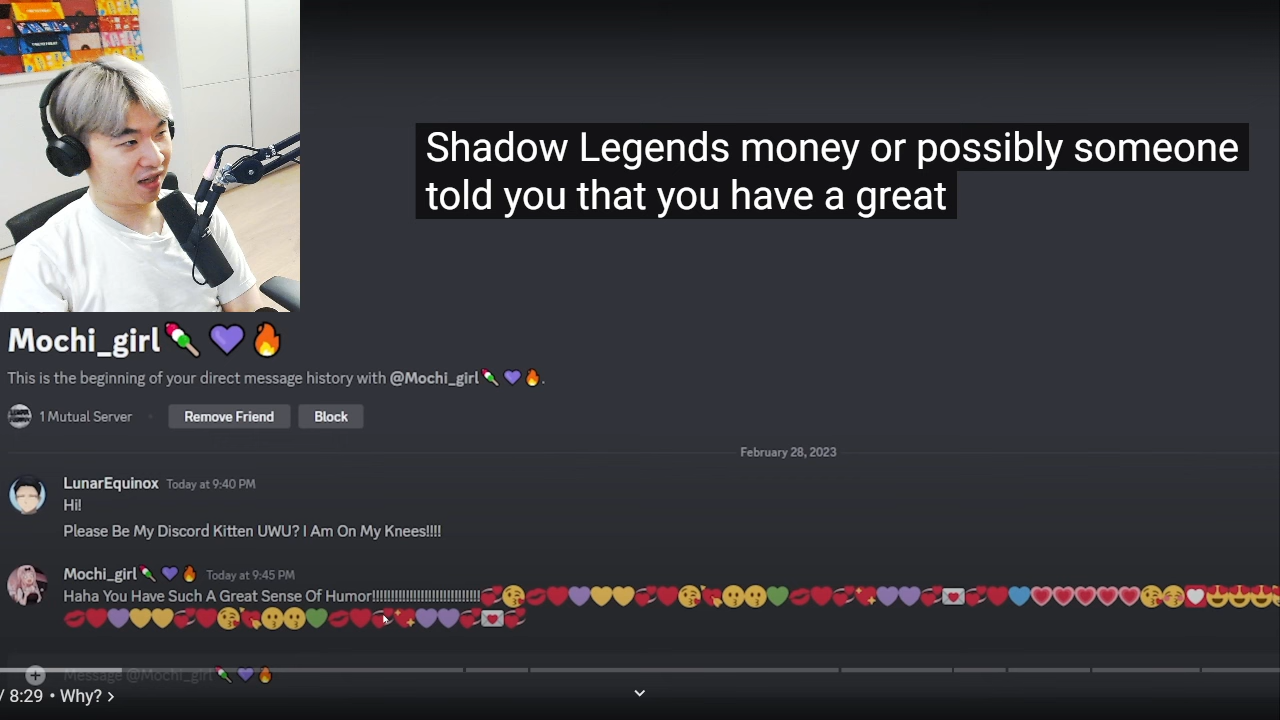 Shadow Legends money or possibly someone
told you that you have a great
Mochi_girl
This is the beginning of your direct message history with @Mochi_girl .
1 Mutual Server
Remove Friend
Block
February 28, 2023
LunarEquinox Today at 9:40 PM
Hi!
Please Be My Discord Kitten UWU? I Am On My Knees!!!!
Mochi_girl Today at 9:45 PM
Haha You Have Such A Great Sense Of Humor!!!!!!!!!!!!!!!!!!!!!!!!!!!!!
Message @Mochi_girl
/ 8:29 • Why? >